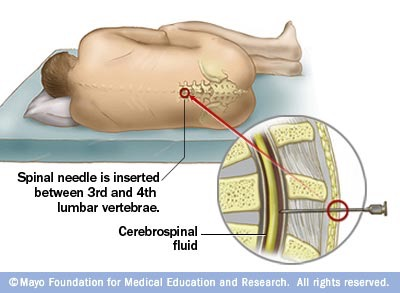 Spinal needle is inserted
between 3rd and 4th
lumbar vertebrae.
Cerebrospinal
fluid
©Mayo Foundation for Medical Education and Research. All rights reserved.